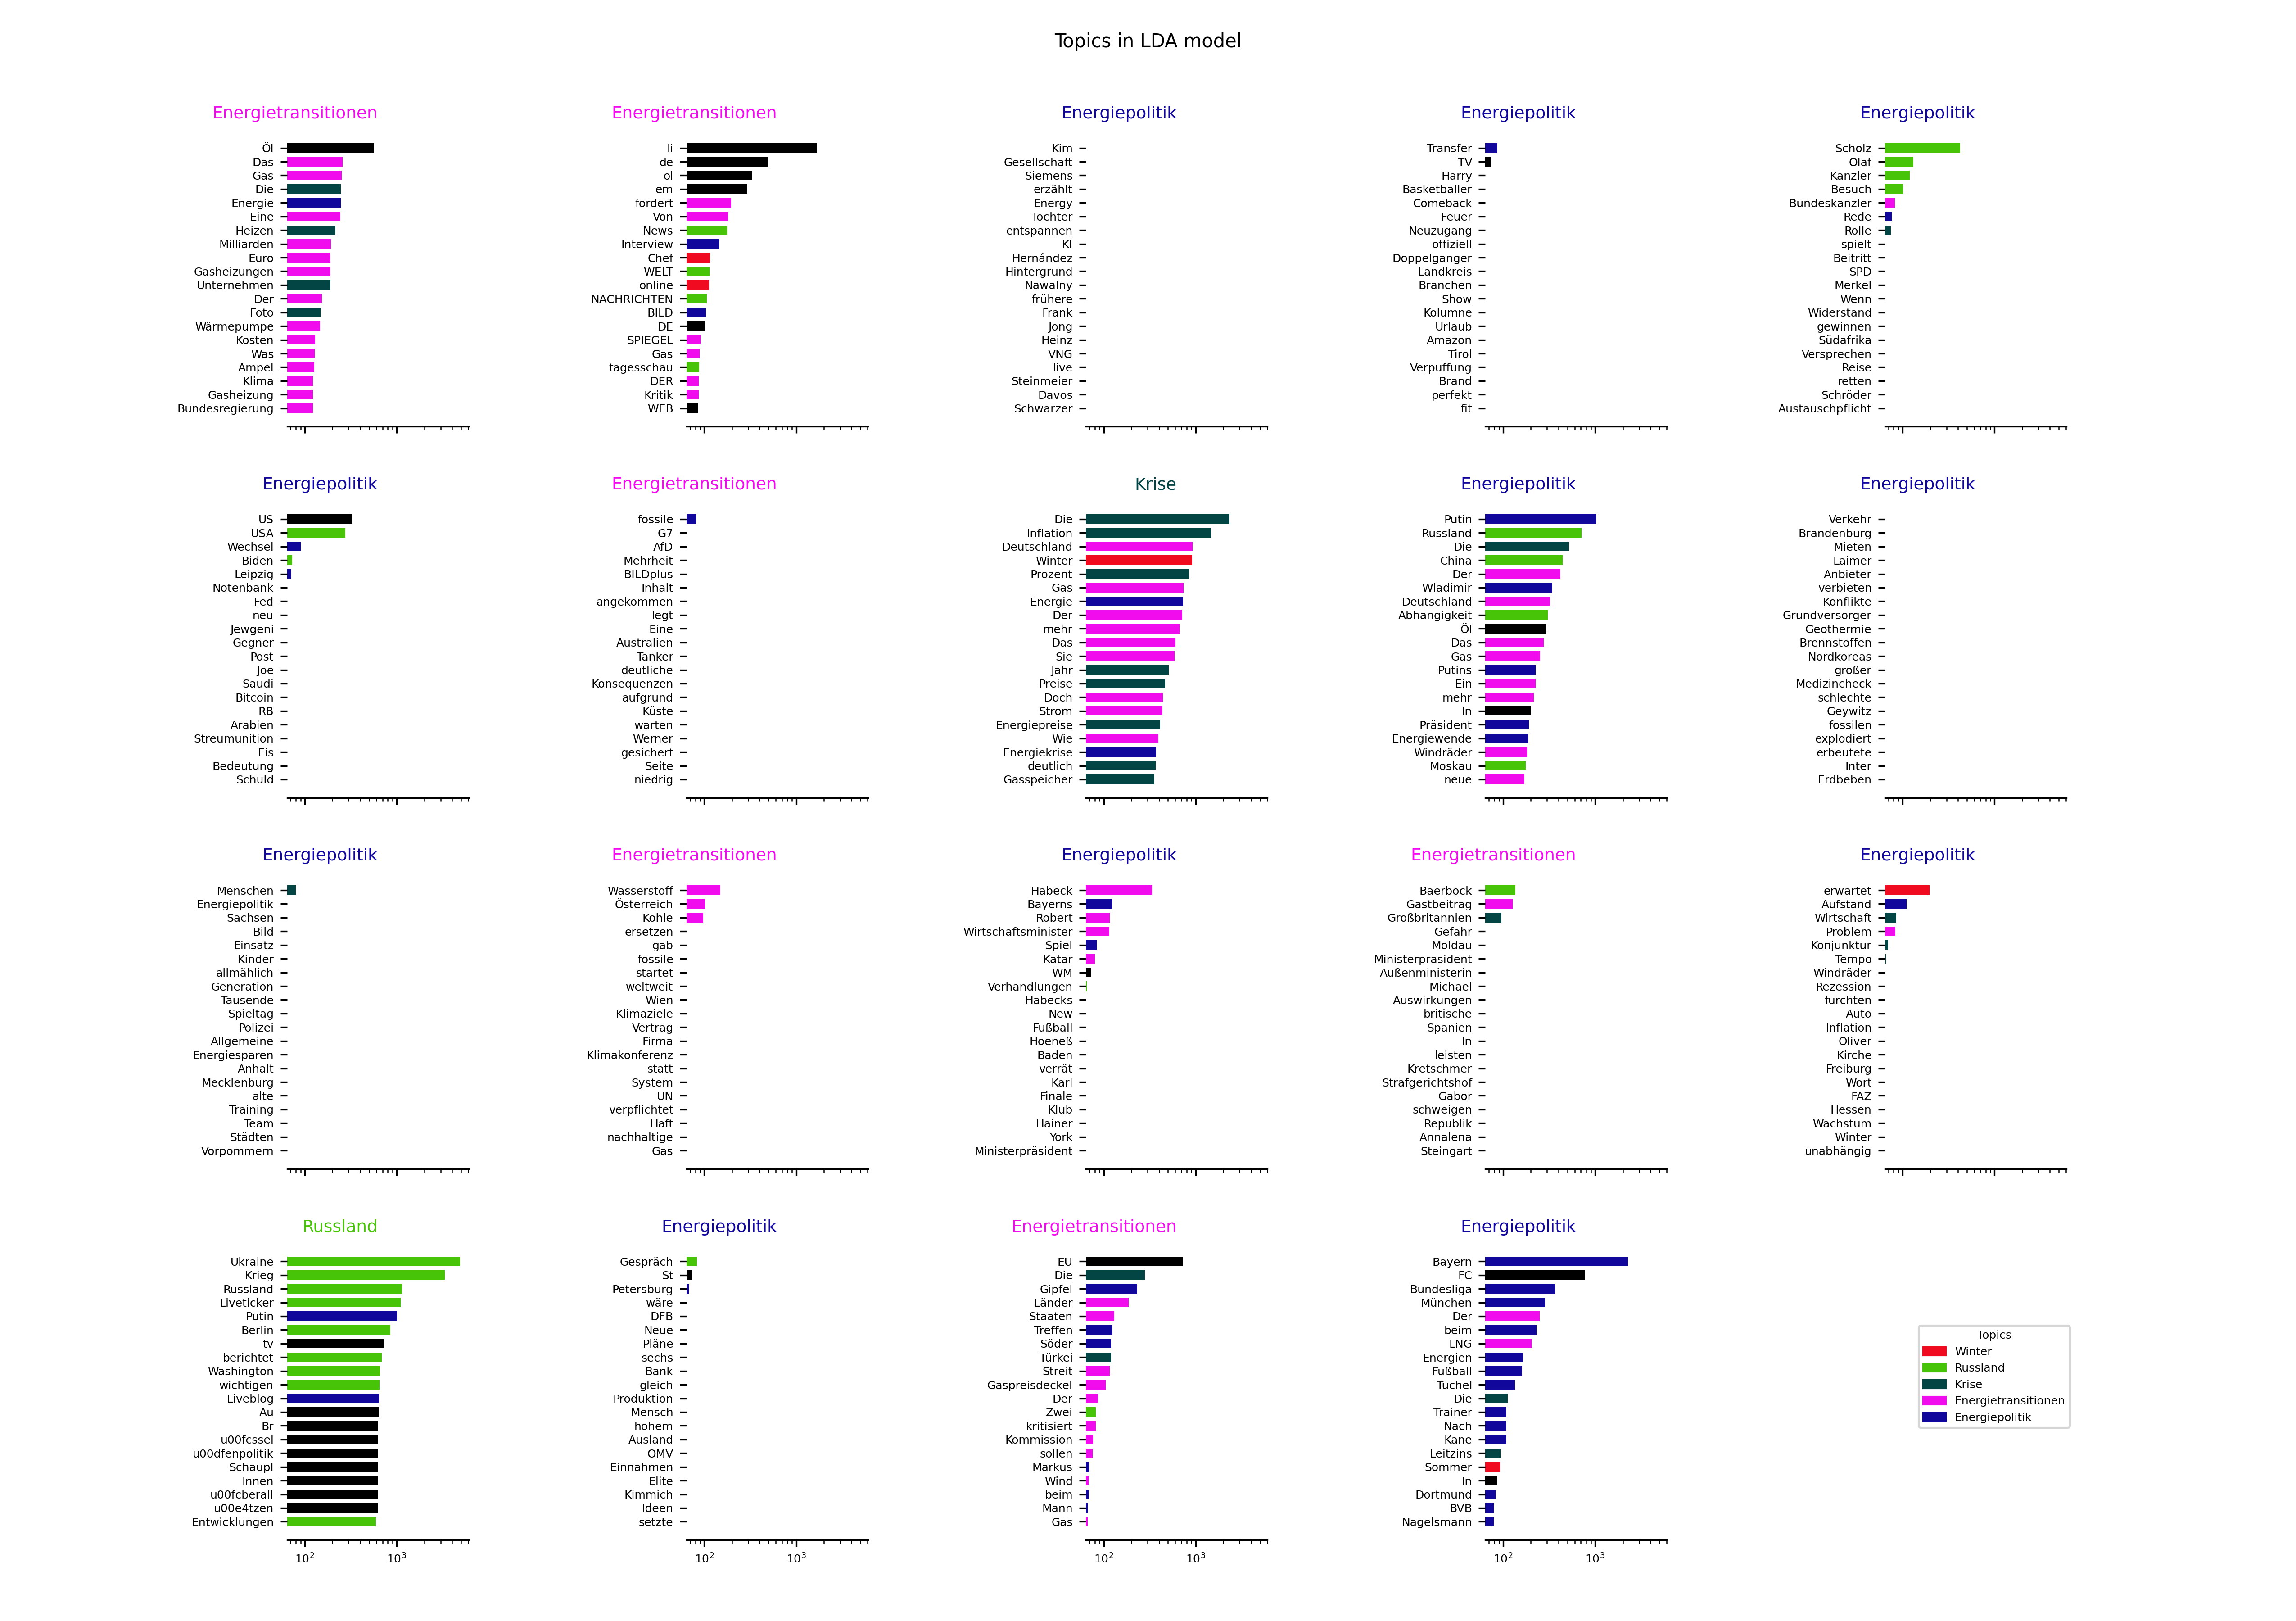 Topics in LDA model
Energietransitionen
Öl
Das
Gas
Die
Energie
Eine
Heizen
Milliarden
Euro
Gasheizungen
Unternehmen
Der
Foto
Wärmepumpe
Kosten
Was
Ampel
Klima
Gasheizung
Bundesregierung
Energietransitionen
li
de
ol
em
fordert
Von
News
Interview
Chef
WELT
online
NACHRICHTEN
BILD
DE
SPIEGEL
Gas
tagesschau
DER
Kritik
WEB
Energiepolitik
Kim
Gesellschaft
Siemens
erzählt
Energy
Tochter
entspannen
KI
Hernández
Hintergrund
Nawalny
frühere
Frank
Jong
Heinz
VNG
live
Steinmeier
Davos
Schwarzer
Energiepolitik
Transfer
TV
Harry
Basketballer
Comeback
Feuer
Neuzugang
offiziell
Doppelgänger
Landkreis
Branchen
Show
Kolumne
Urlaub
Amazon
Tirol
Verpuffung
Brand
perfekt
fit
Energiepolitik
Scholz
Olaf
Kanzler
Besuch
Bundeskanzler
Rede
Rolle
spielt
Beitritt
SPD
Merkel
Wenn
Widerstand
gewinnen
Südafrika
Versprechen
Reise
retten
Schröder
Austauschpflicht
Energiepolitik
US
USA
Wechsel
Biden
Leipzig
Notenbank
Fed
neu
Jewgeni
Gegner
Post
Joe
Saudi
Bitcoin
RB
Arabien
Streumunition
Eis
Bedeutung
Schuld
Energietransitionen
fossile
G7
AfD
Mehrheit
BILDplus
Inhalt
angekommen
legt
Eine
Australien
Tanker
deutliche
Konsequenzen
aufgrund
Küste
warten
Werner
gesichert
Seite
niedrig
Krise
Die
Inflation
Deutschland
Winter
Prozent
Gas
Energie
Der
mehr
Das
Sie
Jahr
Preise
Doch
Strom
Energiepreise
Wie
Energiekrise
deutlich
Gasspeicher
Energiepolitik
Putin
Russland
Die
China
Der
Wladimir
Deutschland
Abhängigkeit
Öl
Das
Gas
Putins
Ein
mehr
In
Präsident
Energiewende
Windräder
Moskau
neue
Energiepolitik
Verkehr
Brandenburg
Mieten
Laimer
Anbieter
verbieten
Konflikte
Grundversorger
Geothermie
Brennstoffen
Nordkoreas
großer
Medizincheck
schlechte
Geywitz
fossilen
explodiert
erbeutete
Inter
Erdbeben
Energiepolitik
Menschen
Energiepolitik
Sachsen
Bild
Einsatz
Kinder
allmählich
Generation
Tausende
Spieltag
Polizei
Allgemeine
Energiesparen
Anhalt
Mecklenburg
alte
Training
Team
Städten
Vorpommern
Energietransitionen
Wasserstoff
Österreich
Kohle
ersetzen
gab
fossile
startet
weltweit
Wien
Klimaziele
Vertrag
Firma
Klimakonferenz
statt
System
UN
verpflichtet
Haft
nachhaltige
Gas
Energiepolitik
Habeck
Bayerns
Robert
Wirtschaftsminister
Spiel
Katar
WM
Verhandlungen
Habecks
New
Fußball
Hoeneß
Baden
verrät
Karl
Finale
Klub
Hainer
York
Ministerpräsident
Energietransitionen
Baerbock
Gastbeitrag
Großbritannien
Gefahr
Moldau
Ministerpräsident
Außenministerin
Michael
Auswirkungen
britische
Spanien
In
leisten
Kretschmer
Strafgerichtshof
Gabor
schweigen
Republik
Annalena
Steingart
Energiepolitik
erwartet
Aufstand
Wirtschaft
Problem
Konjunktur
Tempo
Windräder
Rezession
fürchten
Auto
Inflation
Oliver
Kirche
Freiburg
Wort
FAZ
Hessen
Wachstum
Winter
unabhängig
Russland
Ukraine
Krieg
Russland
Liveticker
Putin
Berlin
tv
berichtet
Washington
wichtigen
Liveblog
Au
Br
u00fcssel
u00dfenpolitik
Schaupl
Innen
u00fcberall
u00e4tzen
Entwicklungen
10²
10³
Energiepolitik
Gespräch
St
Petersburg
wäre
DFB
Neue
Pläne
sechs
Bank
gleich
Produktion
Mensch
hohem
Ausland
OMV
Einnahmen
Elite
Kimmich
Ideen
setzte
10²
10³
Energietransitionen
EU
Die
Gipfel
Länder
Staaten
Treffen
Söder
Türkei
Streit
Gaspreisdeckel
Der
Zwei
kritisiert
Kommission
sollen
Markus
Wind
beim
Mann
Gas
10²
10³
Energiepolitik
Bayern
FC
Bundesliga
München
Der
beim
LNG
Energien
Fußball
Tuchel
Die
Trainer
Nach
Kane
Leitzins
Sommer
In
Dortmund
BVB
Nagelsmann
10²
10³
Topics
Winter
Russland
Krise
Energietransitionen
Energiepolitik